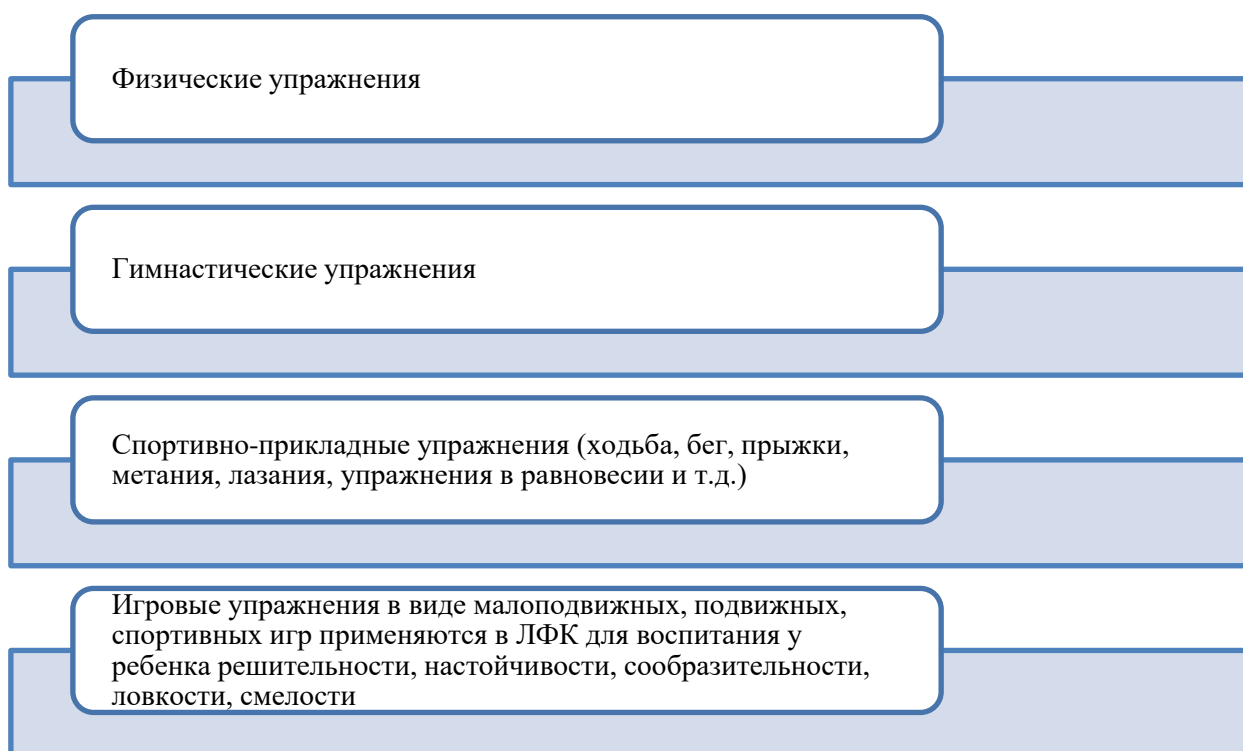 Физические упражнения
Гимнастические упражнения
Спортивно-прикладные упражнения (ходьба, бег, прыжки,
метания, лазания, упражнения в равновесии и т.д.)
Игровые упражнения в виде малоподвижных, подвижных,
спортивных игр применяются в ЛФК для воспитания у
ребенка решительности, настойчивости, сообразительности,
ловкости, смелости